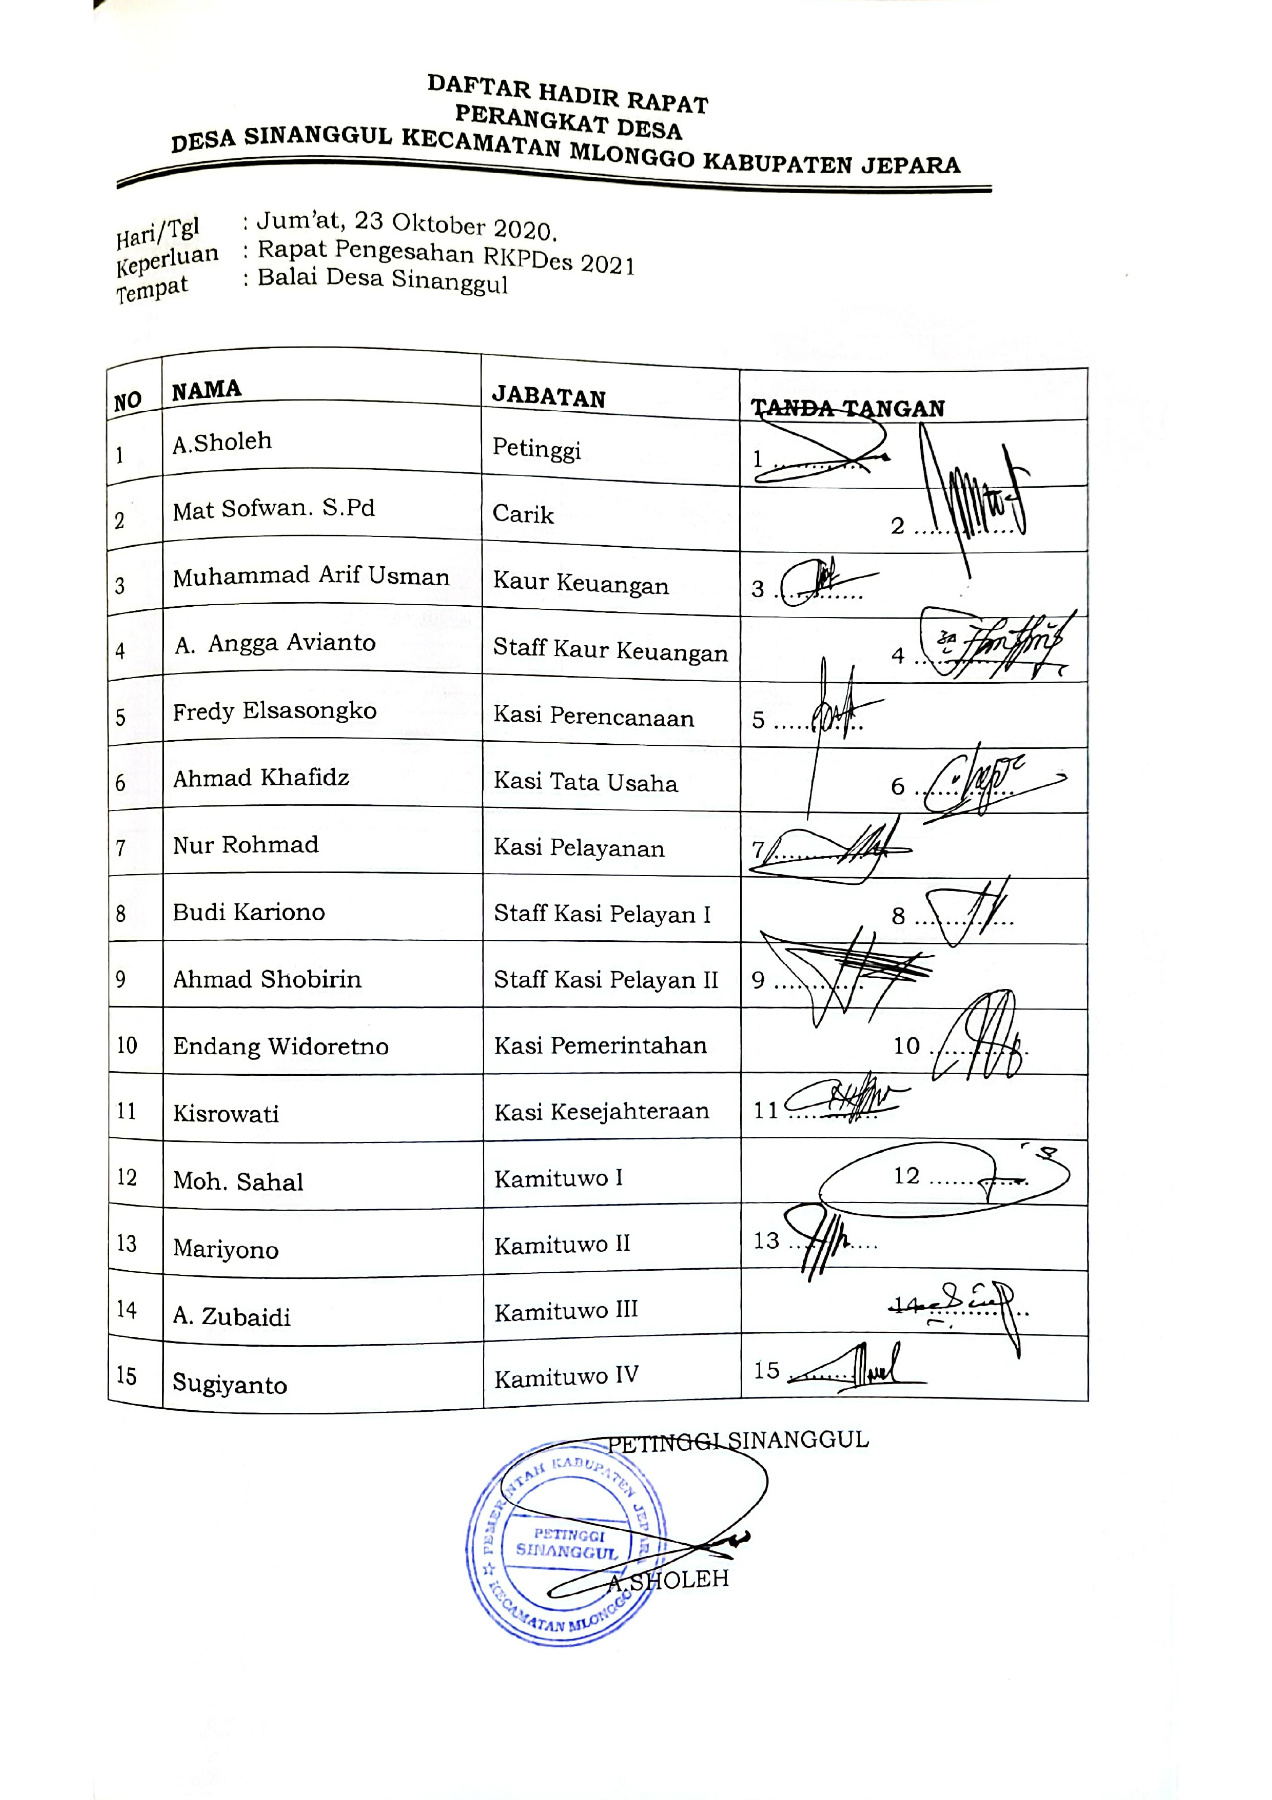 DAFTAR HADIR RAPAT
PERANGKAT DESA
DESA SINANGGUL KECAMATAN MLONGGO KABUPATEN JEPARA
Hari/Tgl : Jum'at, 23 Oktober 2020.
Keperluan : Rapat Pengesahan RKPDes 2021
Tempat : Balai Desa Sinanggul
NO NAMA JABATAN TANDA TANGAN
1 A.Sholeh Petinggi 1 ............
2 Mat Sofwan. S.Pd Carik 2 ............
3 Muhammad Arif Usman Kaur Keuangan 3 ............
4 A. Angga Avianto Staff Kaur Keuangan 4 ............
5 Fredy Elsasongko Kasi Perencanaan 5 ............
6 Ahmad Khafidz Kasi Tata Usaha 6 ............
7 Nur Rohmad Kasi Pelayanan 7 ............
8 Budi Kariono Staff Kasi Pelayan I 8 ............
9 Ahmad Shobirin Staff Kasi Pelayan II 9 ............
10 Endang Widoretno Kasi Pemerintahan 10 ............
11 Kisrowati Kasi Kesejahteraan 11 ............
12 Moh. Sahal Kamituwo I 12 ............
13 Mariyono Kamituwo II 13 ............
14 A. Zubaidi Kamituwo III 14 ............
15 Sugiyanto Kamituwo IV 15 ............
PETINGGI SINANGGUL
PEMERINTAH KABUPATEN JEPARA
PETINGGI
SINANGGUL
KECAMATAN MLONGGO
A.SHOLEH